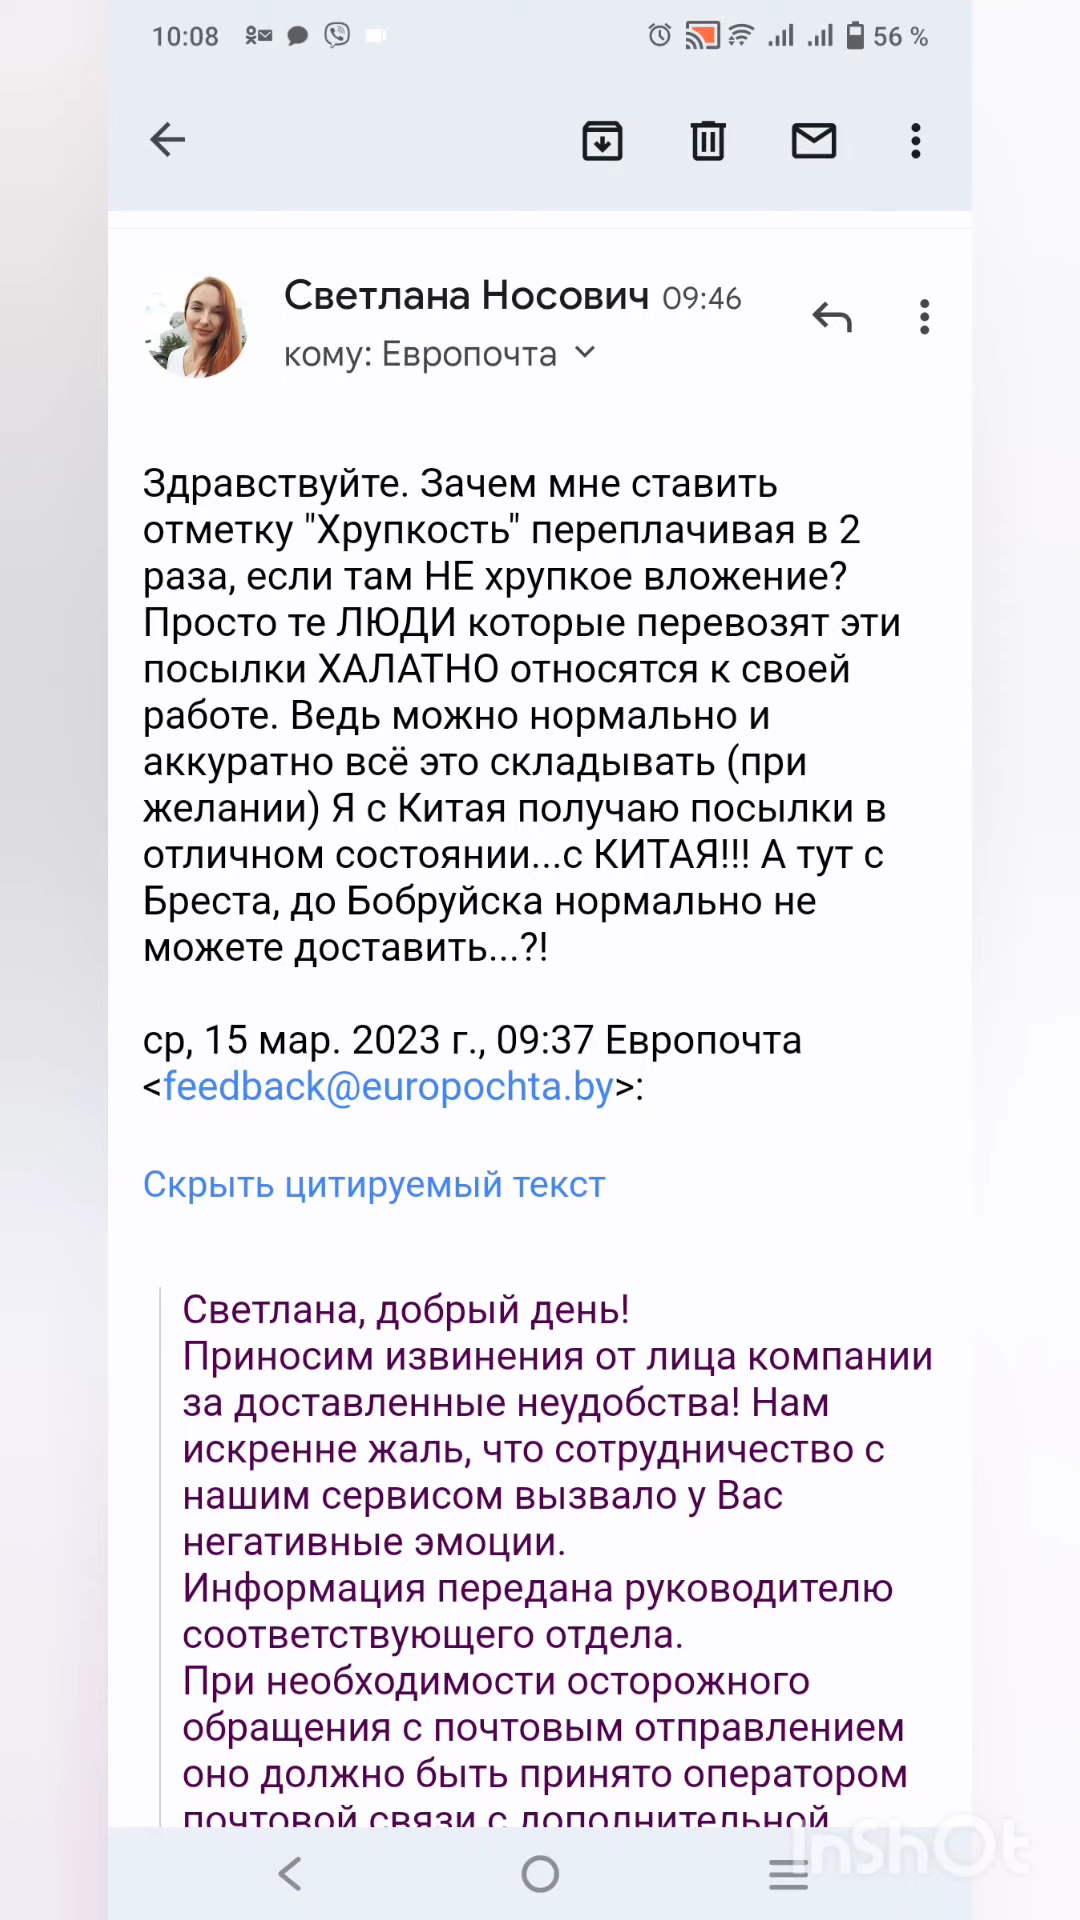 10:08
56 %
Светлана Носович 09:46
кому: Европочта
Здравствуйте. Зачем мне ставить
отметку "Хрупкость" переплачивая в 2
раза, если там НЕ хрупкое вложение?
Просто те ЛЮДИ которые перевозят эти
посылки ХАЛАТНО относятся к своей
работе. Ведь можно нормально и
аккуратно всё это складывать (при
желании) Я с Китая получаю посылки в
отличном состоянии...с КИТАЯ!!! А тут с
Бреста, до Бобруйска нормально не
можете доставить...?!
ср, 15 мар. 2023 г., 09:37 Европочта
<feedback@europochta.by>:
Скрыть цитируемый текст
Светлана, добрый день!
Приносим извинения от лица компании
за доставленные неудобства! Нам
искренне жаль, что сотрудничество с
нашим сервисом вызвало у Вас
негативные эмоции.
Информация передана руководителю
соответствующего отдела.
При необходимости осторожного
обращения с почтовым отправлением
оно должно быть принято оператором
почтовой связи с дополнительной
InShOt